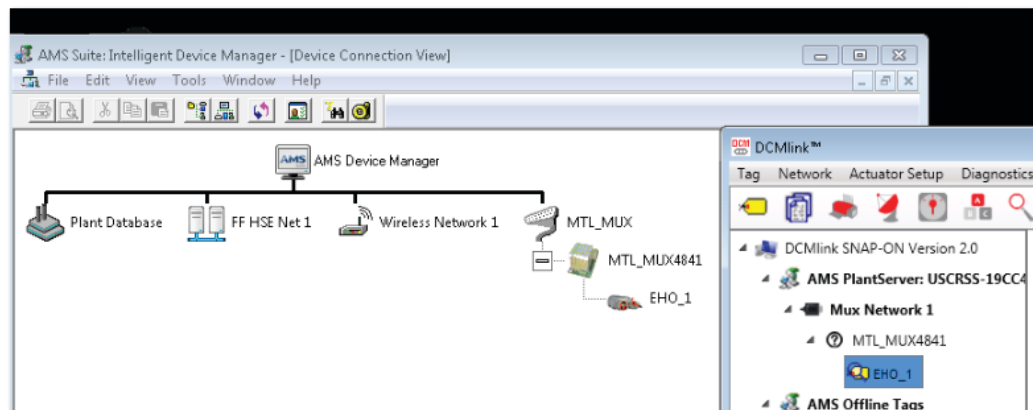 AMS Suite: Intelligent Device Manager - [Device Connection View]
File Edit View Tools Window Help
AMS AMS Device Manager
Plant Database
FF HSE Net 1
Wireless Network 1
MTL_MUX
MTL_MUX4841
EHO_1
DCM DCMlink™
Tag Network Actuator Setup Diagnostics
DCMlink SNAP-ON Version 2.0
AMS PlantServer: USCRSS-19CC4
Mux Network 1
MTL_MUX4841
EHO_1
AMS Offline Tags